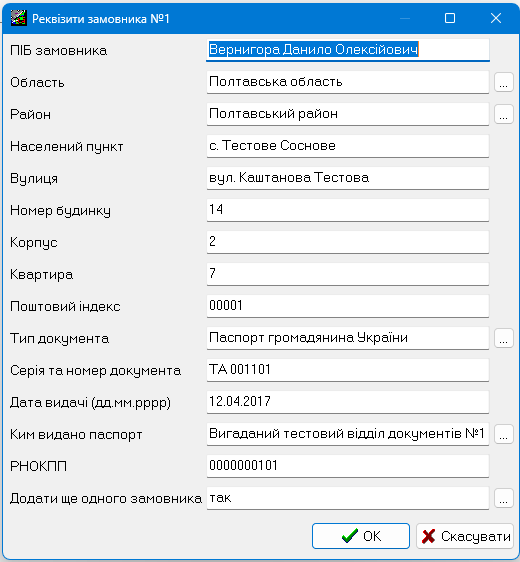 Реквізити замовника №1
ПІБ замовника Вернигора Данило Олексійович
Область Полтавська область ...
Район Полтавський район ...
Населений пункт с. Тестове Соснове
Вулиця вул. Каштанова Тестова
Номер будинку 14
Корпус 2
Квартира 7
Поштовий індекс 00001
Тип документа Паспорт громадянина України ...
Серія та номер документа ТА 001101
Дата видачі (дд.мм.рррр) 12.04.2017
Ким видано паспорт Вигаданий тестовий відділ документів №1 ...
РНОКПП 0000000101
Додати ще одного замовника так ...
OK Скасувати